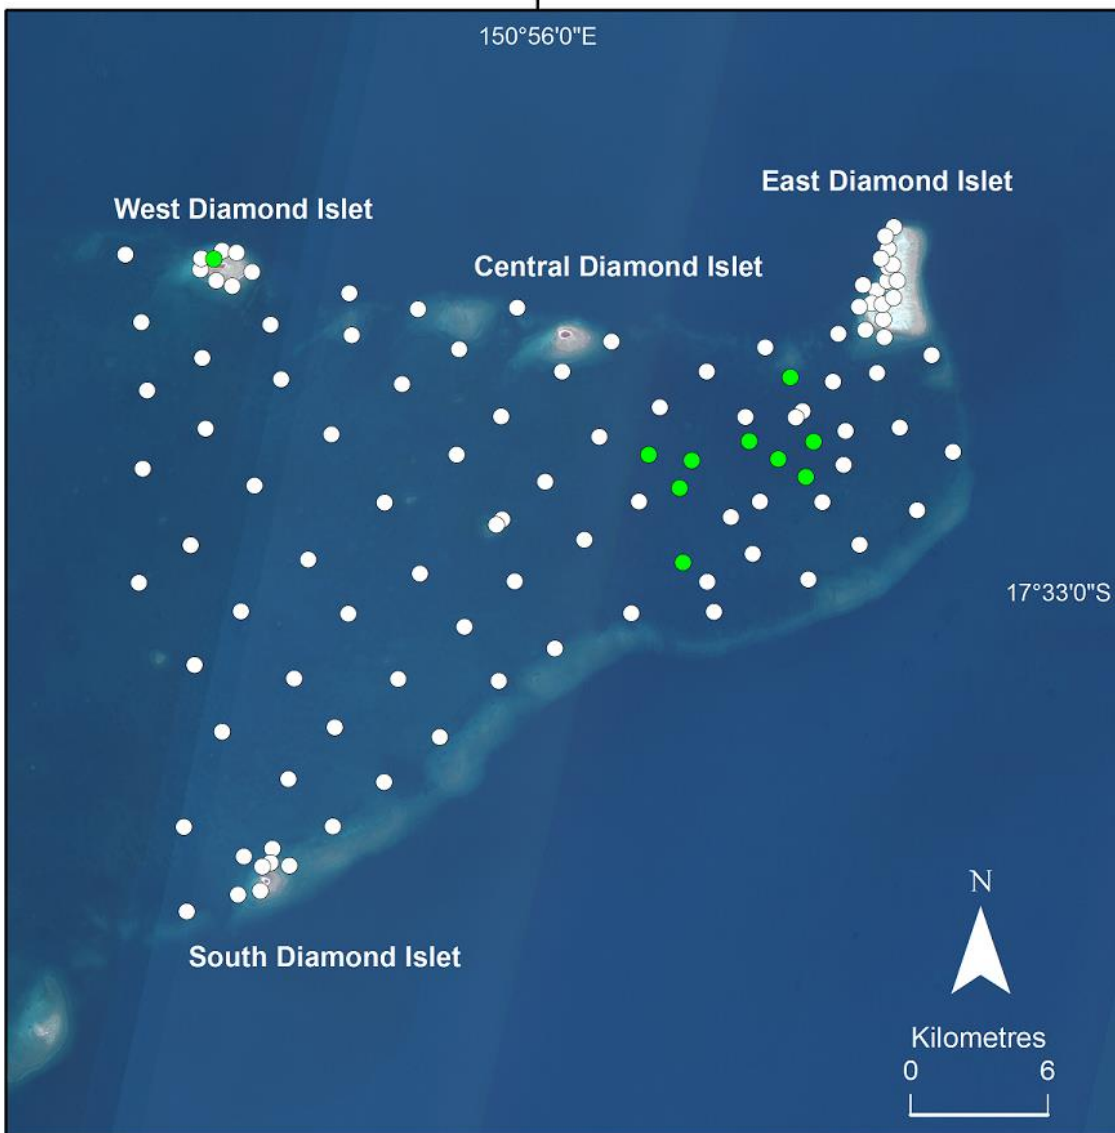 150°56'0"E
East Diamond Islet
West Diamond Islet
Central Diamond Islet
17°33'0"S
South Diamond Islet
N
Kilometres
0 6